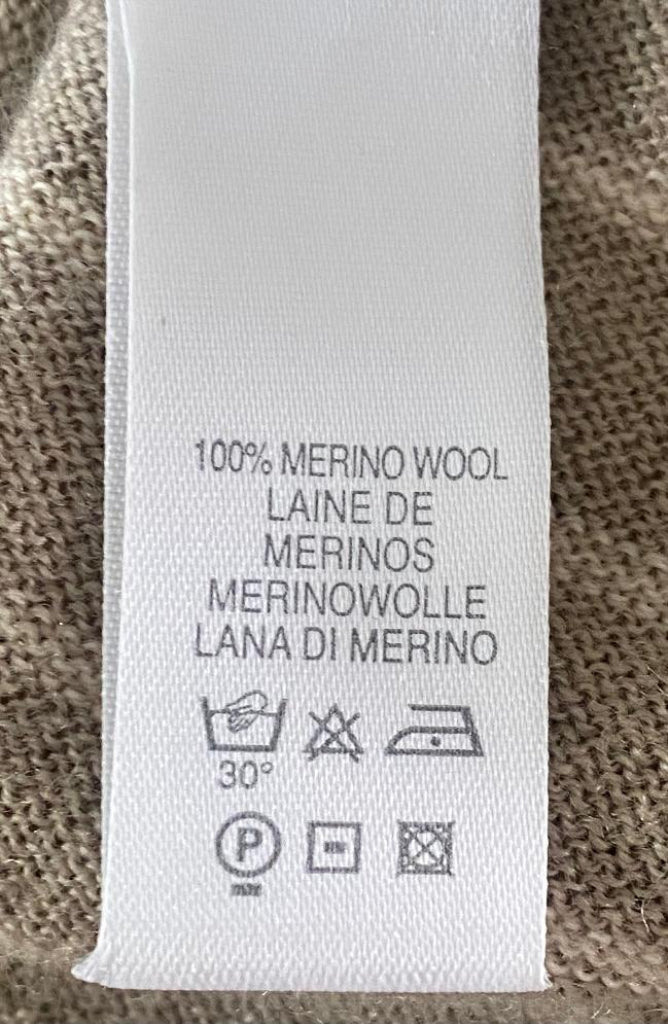 100% MERINO WOOL
LAINE DE
MERINOS
MERINOWOLLE
LANA DI MERINO
30°
P